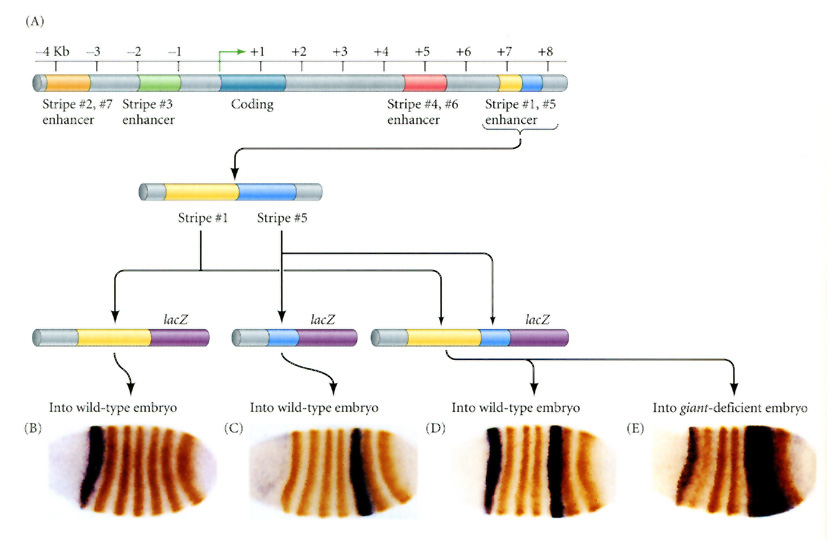 (A)
–4 Kb –3 –2 –1 +1 +2 +3 +4 +5 +6 +7 +8
Stripe #2, #7 enhancer
Stripe #3 enhancer
Coding
Stripe #4, #6 enhancer
Stripe #1, #5 enhancer
Stripe #1 Stripe #5
lacZ lacZ lacZ
Into wild-type embryo Into wild-type embryo Into wild-type embryo Into giant-deficient embryo
(B) (C) (D) (E)